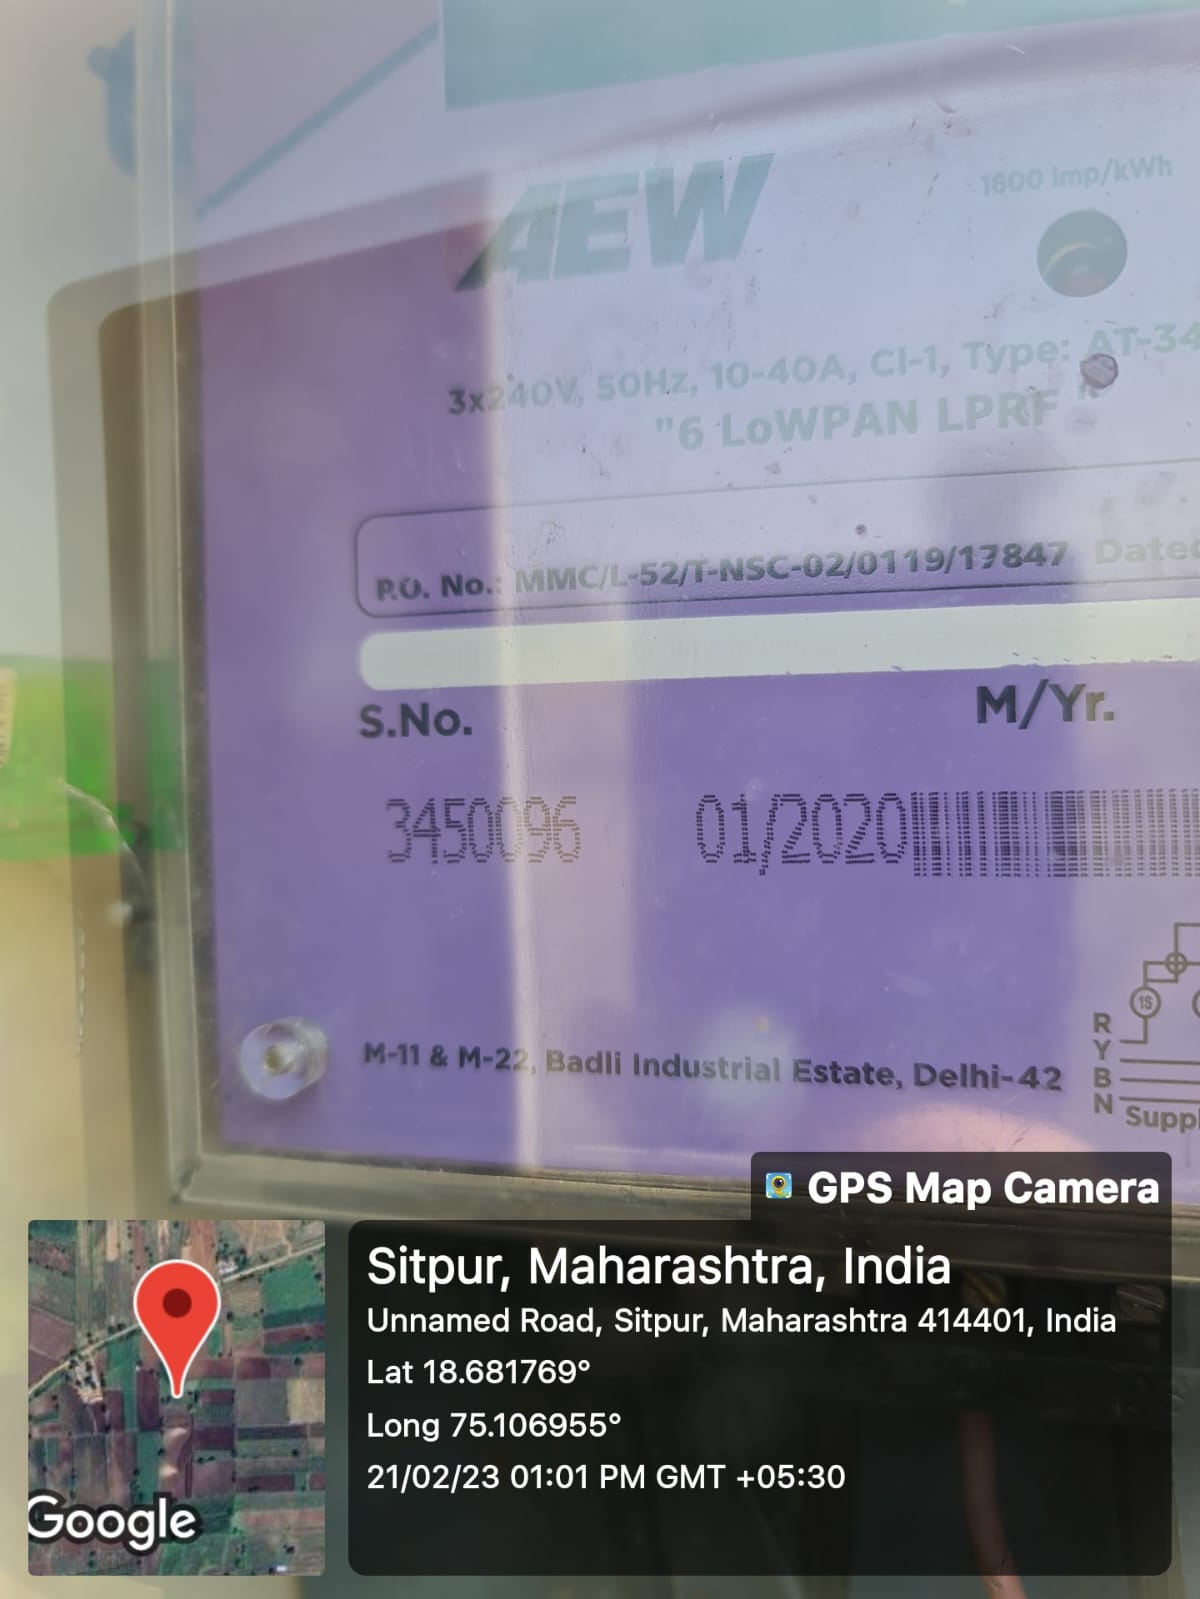 AEW
1600 Imp/kWh
3x240V, 50Hz, 10-40A, Cl-1, Type: AT-34
"6 LoWPAN LPRF"
P.O. No.: MMC/L-52/T-NSC-02/0119/17847 Date
S.No.
M/Yr.
3450096 01/2020
M-11 & M-22, Badli Industrial Estate, Delhi-42
1S
R
Y
B
N
Suppl
GPS Map Camera
Sitpur, Maharashtra, India
Unnamed Road, Sitpur, Maharashtra 414401, India
Lat 18.681769°
Long 75.106955°
21/02/23 01:01 PM GMT +05:30
Google